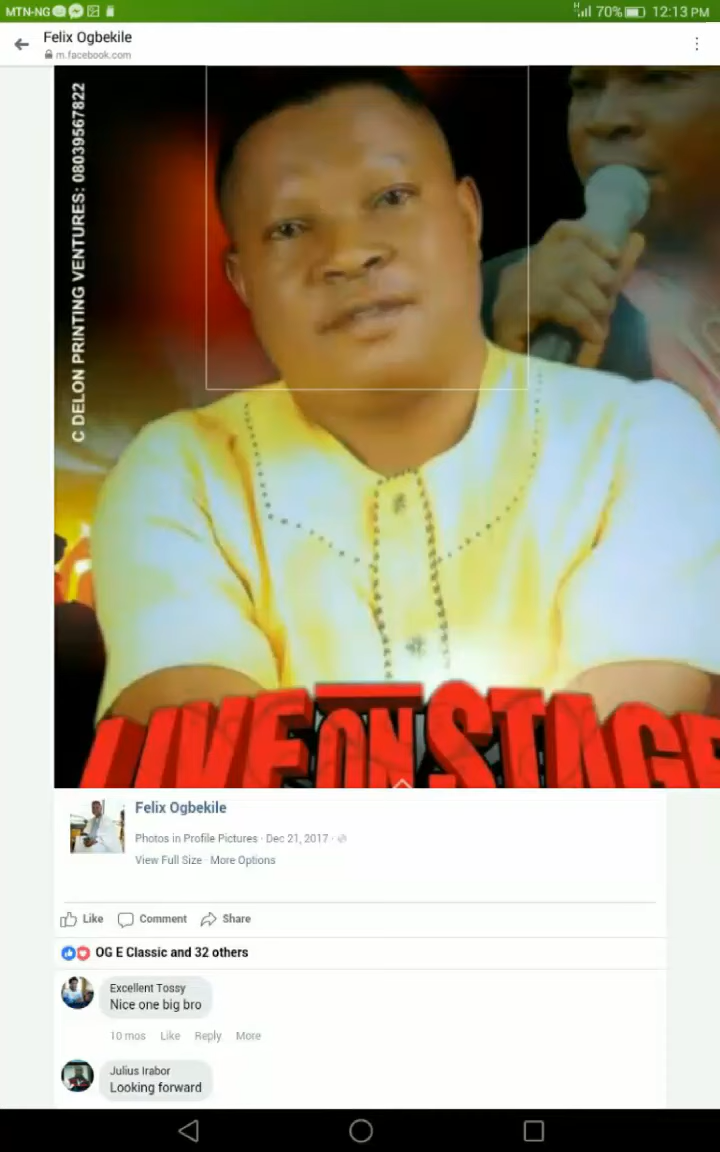 MTN-NG
70%
12:13 PM
Felix Ogbekile
m.facebook.com
C DELON PRINTING VENTURES: 08039567822
LIVE ON STAGE
Felix Ogbekile
Photos in Profile Pictures · Dec 21, 2017 ·
View Full Size · More Options
Like Comment Share
OG E Classic and 32 others
Excellent Tossy
Nice one big bro
10 mos Like Reply More
Julius Irabor
Looking forward